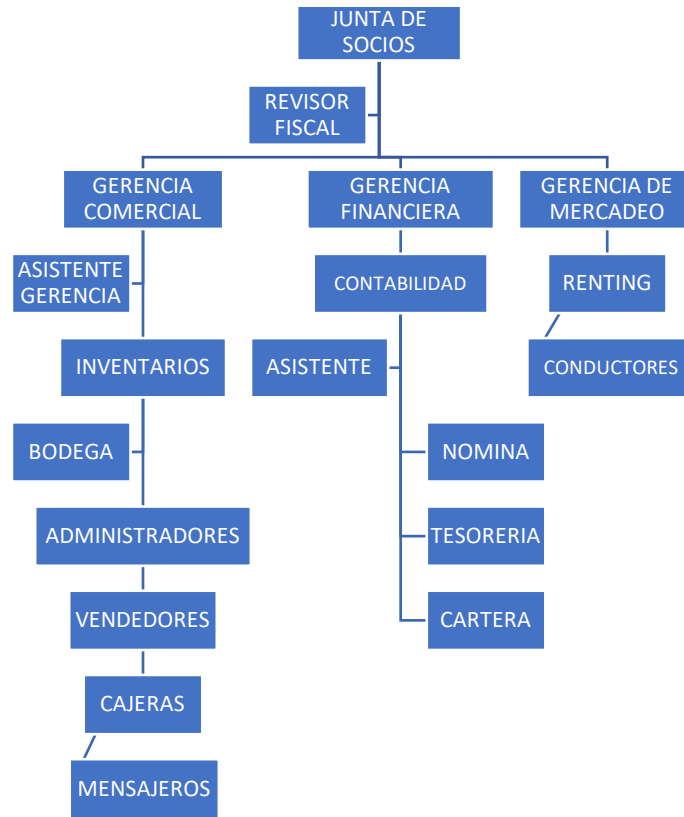 JUNTA DE
SOCIOS
REVISOR
FISCAL
GERENCIA
COMERCIAL
GERENCIA
FINANCIERA
GERENCIA DE
MERCADEO
ASISTENTE
GERENCIA
CONTABILIDAD
RENTING
INVENTARIOS
ASISTENTE
CONDUCTORES
BODEGA
NOMINA
ADMINISTRADORES
TESORERIA
VENDEDORES
CARTERA
CAJERAS
MENSAJEROS